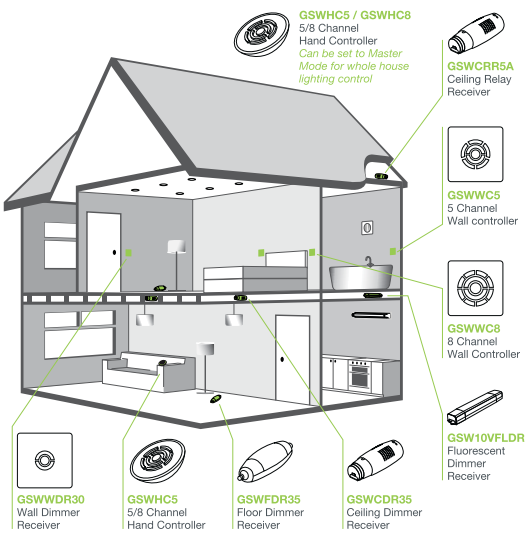 GSWHC5 / GSWHC8
5/8 Channel
Hand Controller
Can be set to Master
Mode for whole house
lighting control
GSWCRR5A
Ceiling Relay
Receiver
GSWWC5
5 Channel
Wall controller
GSWWC8
8 Channel
Wall Controller
GSW10VFLDR
Fluorescent
Dimmer
Receiver
GSWWDR30
Wall Dimmer
Receiver
GSWHC5
5/8 Channel
Hand Controller
GSWFDR35
Floor Dimmer
Receiver
GSWCDR35
Ceiling Dimmer
Receiver